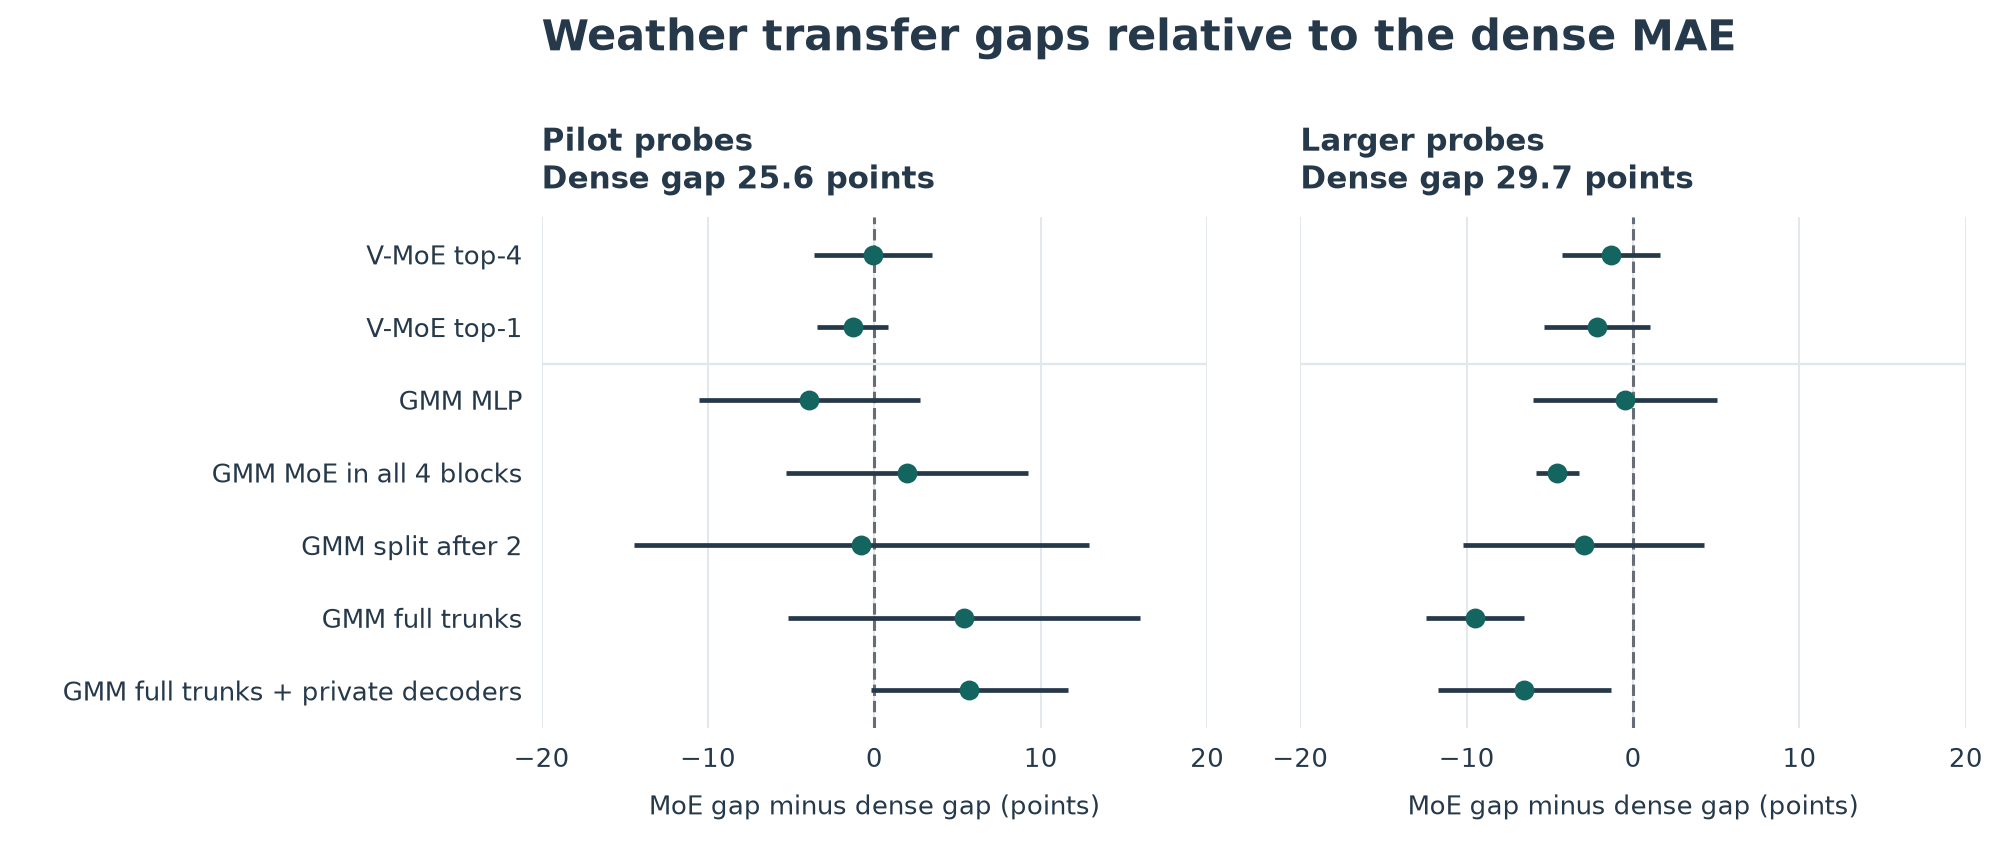 Weather transfer gaps relative to the dense MAE
Pilot probes
Dense gap 25.6 points
Larger probes
Dense gap 29.7 points
V-MoE top-4
V-MoE top-1
GMM MLP
GMM MoE in all 4 blocks
GMM split after 2
GMM full trunks
GMM full trunks + private decoders
−20 −10 0 10 20
−20 −10 0 10 20
MoE gap minus dense gap (points)
MoE gap minus dense gap (points)